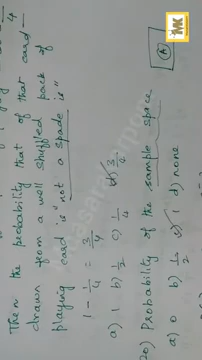 4
Then the probability that of that card
drawn from a well shuffled pack of
playing card is "not a spade is"
1 - 1/4 = 3/4
a) 1 b) 1/2 c) 1/4 d) 3/4
20) Probability of the sample space
a) 0 b) 1/2 c) 1 d) none
A
MK